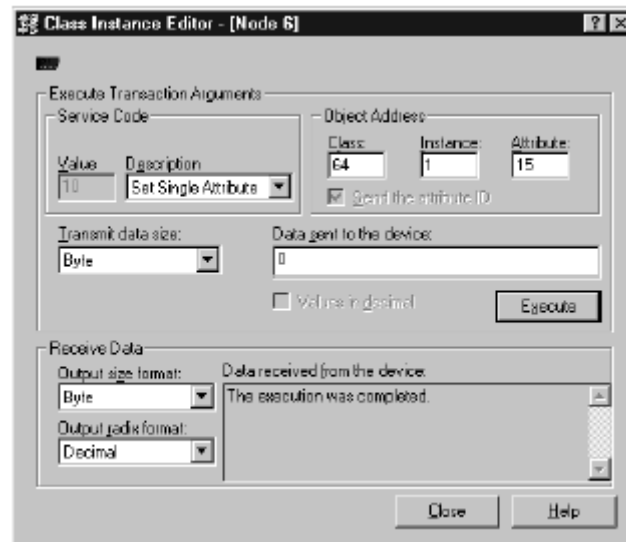 Class Instance Editor - [Node 6]
Execute Transaction Arguments
Service Code
Object Address
Value
Description
Class:
Instance:
Attribute:
10
Set Single Attribute
64
1
15
Send the attribute ID
Transmit data size:
Data sent to the device:
Byte
0
Values in decimal
Execute
Receive Data
Output size format:
Data received from the device:
Byte
The execution was completed.
Output radix format:
Decimal
Close
Help